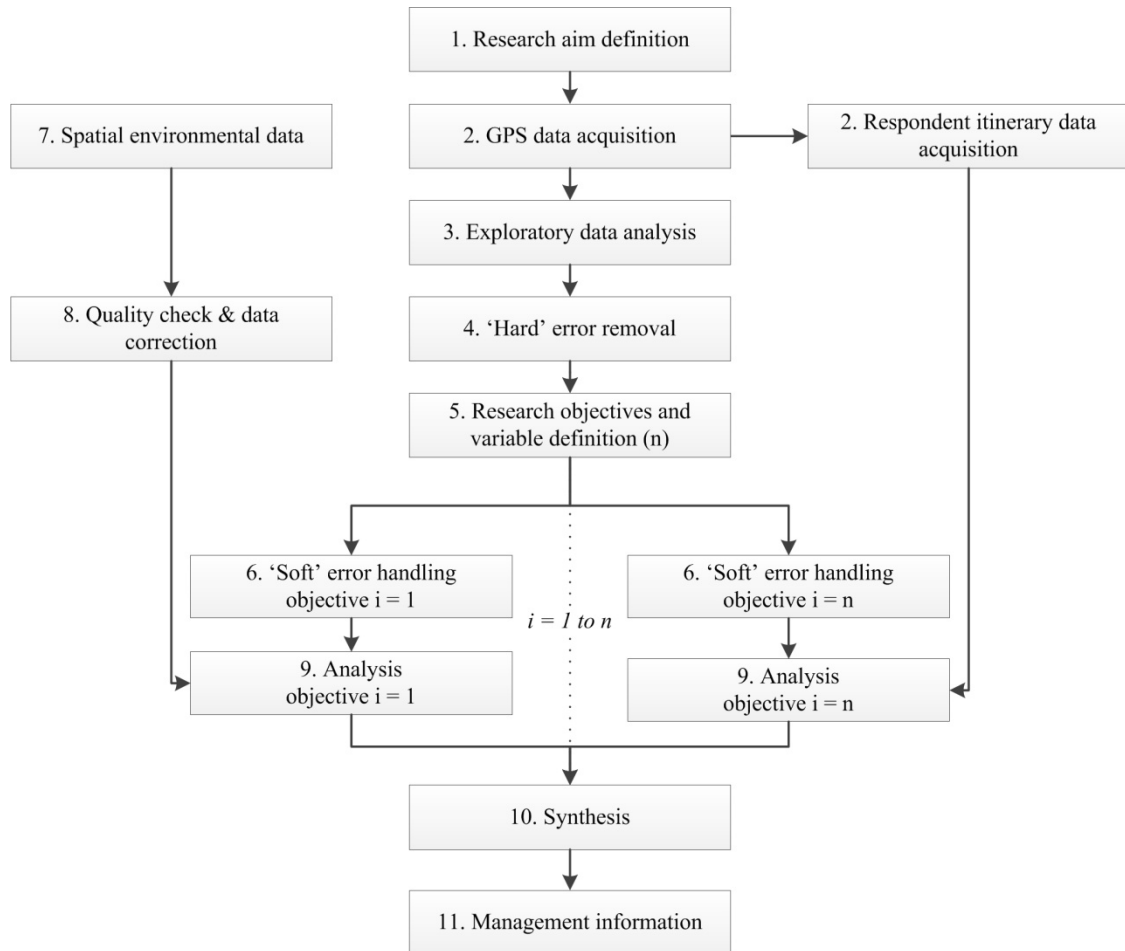 1. Research aim definition
7. Spatial environmental data
2. GPS data acquisition
2. Respondent itinerary data
acquisition
3. Exploratory data analysis
8. Quality check & data
correction
4. ‘Hard’ error removal
5. Research objectives and
variable definition (n)
6. ‘Soft’ error handling
objective i = 1
6. ‘Soft’ error handling
objective i = n
i = 1 to n
9. Analysis
objective i = 1
9. Analysis
objective i = n
10. Synthesis
11. Management information